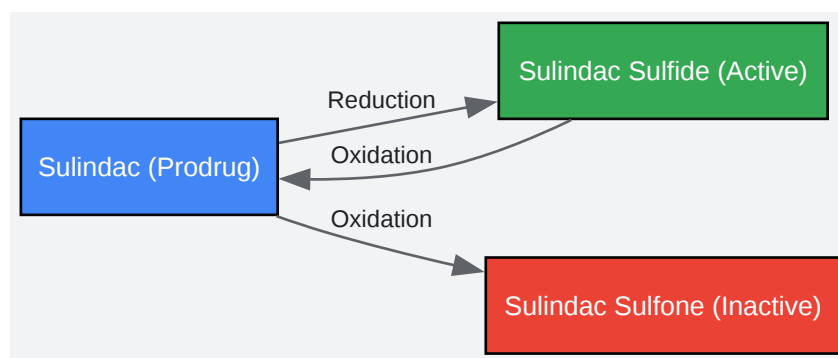 Sulindac Sulfide (Active)
Reduction
Sulindac (Prodrug)
Oxidation
Oxidation
Sulindac Sulfone (Inactive)